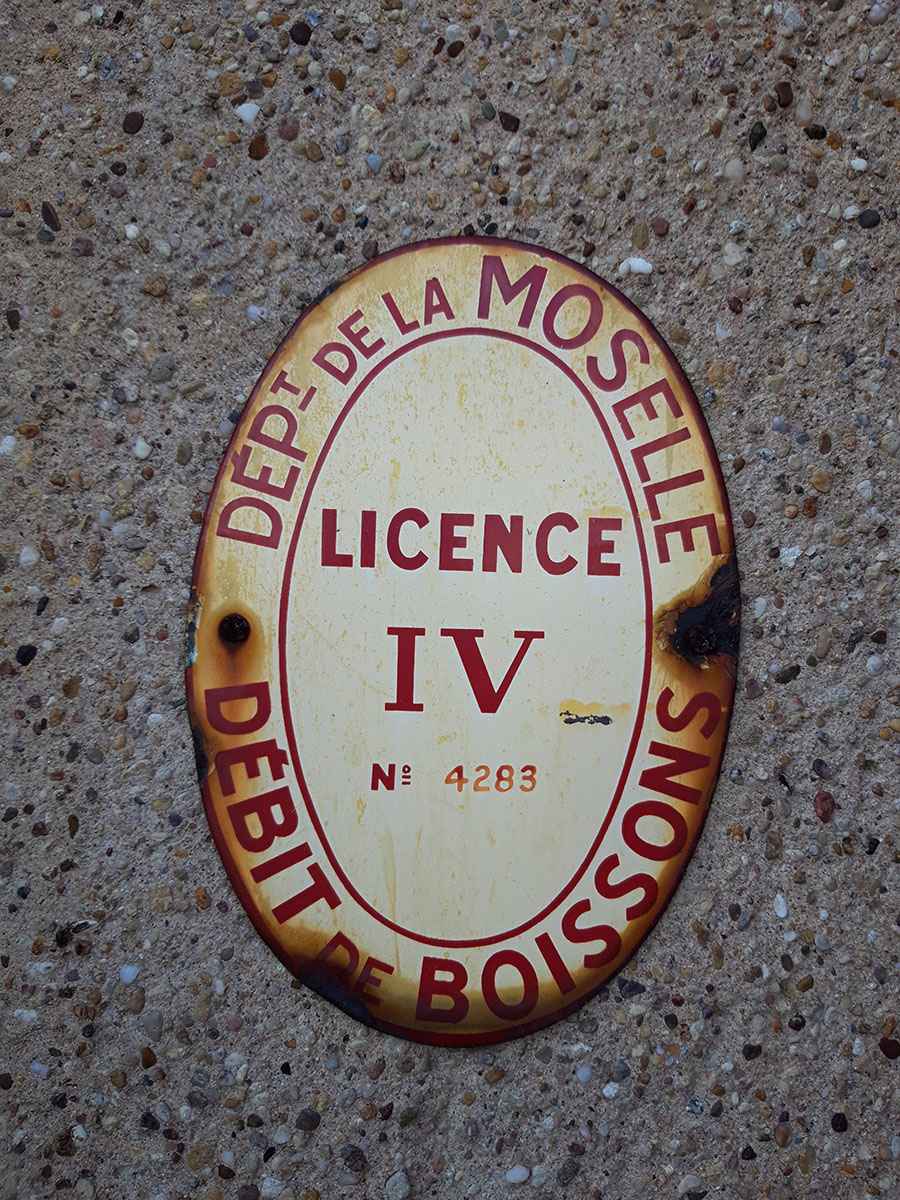 DÉPT DE LA MOSELLE
LICENCE
IV
Nº 4283
DÉBIT DE BOISSONS